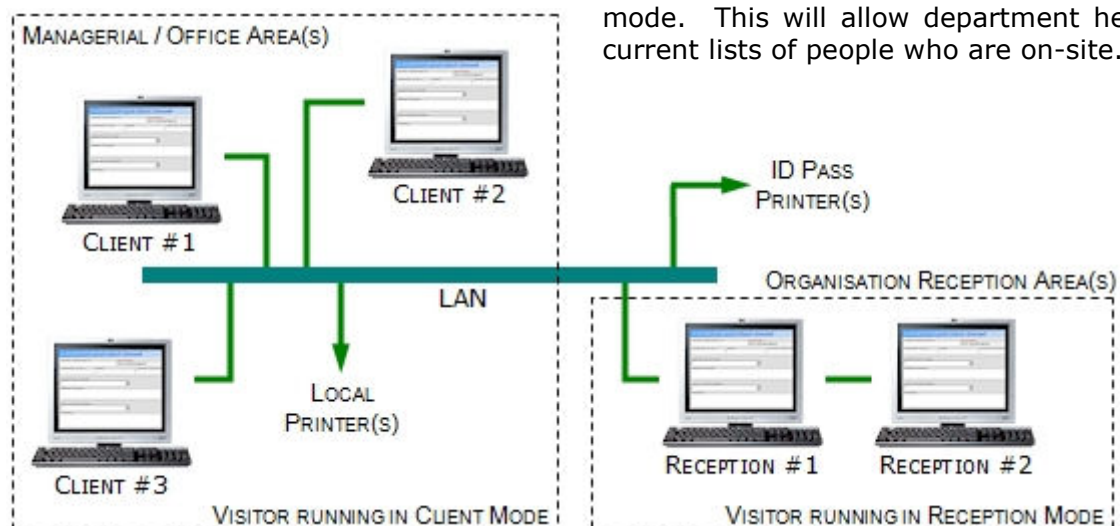 mode. This will allow department he
current lists of people who are on-site.
MANAGERIAL / OFFICE AREA(S)
CLIENT #1
CLIENT #2
ID PASS
PRINTER(S)
LAN
ORGANISATION RECEPTION AREA(S)
LOCAL
PRINTER(S)
CLIENT #3
RECEPTION #1
RECEPTION #2
VISITOR RUNNING IN CLIENT MODE
VISITOR RUNNING IN RECEPTION MODE